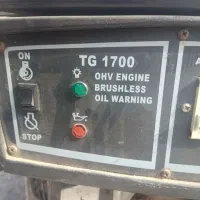 ON
TG 1700
OHV ENGINE
BRUSHLESS
OIL WARNING
STOP
A